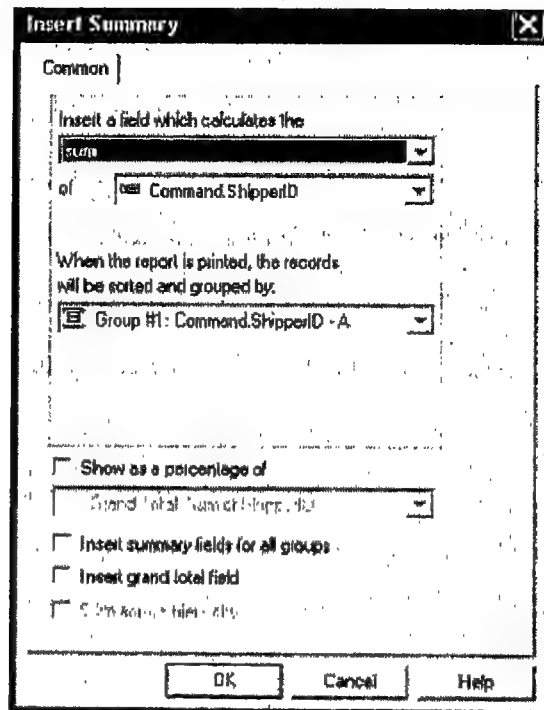 Insert Summary
Common
Insert a field which calculates the
sum
of Command.ShipperID
When the report is printed, the records
will be sorted and grouped by:
Group #1: Command.ShipperID - A
Show as a percentage of
Grand Total
Insert summary fields for all groups
Insert grand total field
OK Cancel Help